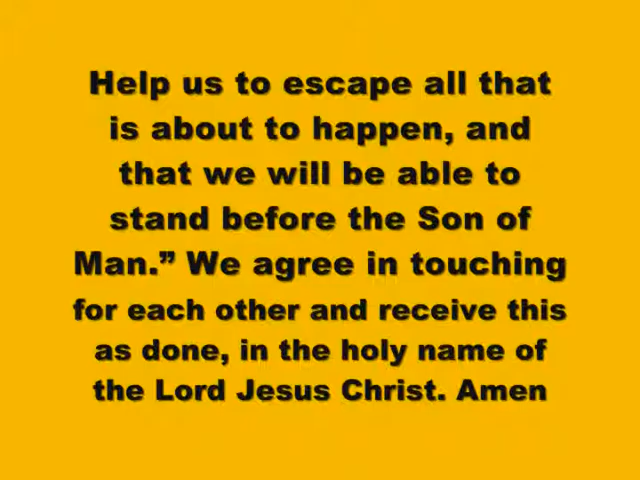 Help us to escape all that
is about to happen, and
that we will be able to
stand before the Son of
Man.” We agree in touching
for each other and receive this
as done, in the holy name of
the Lord Jesus Christ. Amen